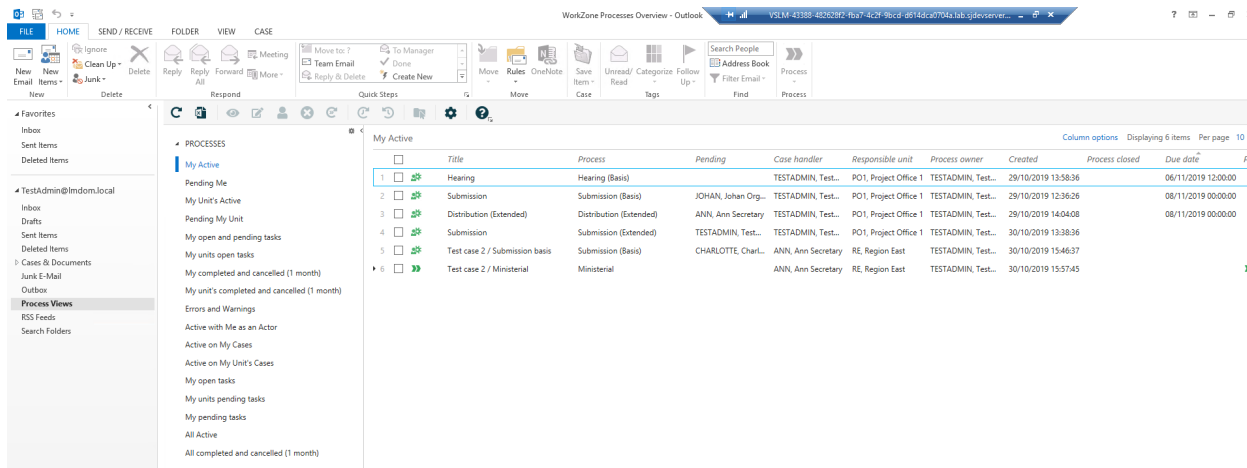 WorkZone Processes Overview - Outlook
VSLM-43388-482628f2-fba7-4c2f-9bcd-d614dca0704a.lab.sjdevserver...
FILE HOME SEND / RECEIVE FOLDER VIEW CASE
New Email
New Items
Ignore
Clean Up
Junk
Delete
Reply
Reply All
Forward
Meeting
More
Move to: ?
Team Email
Reply & Delete
To Manager
Done
Create New
Move
Rules
OneNote
Save Item
Unread/ Read
Categorize
Follow Up
Search People
Address Book
Filter Email
Process
New Delete Respond Quick Steps Move Case Tags Find Process
Favorites
Inbox
Sent Items
Deleted Items
TestAdmin@lmdom.local
Inbox
Drafts
Sent Items
Deleted Items
Cases & Documents
Junk E-Mail
Outbox
Process Views
RSS Feeds
Search Folders
PROCESSES
My Active
Pending Me
My Unit's Active
Pending My Unit
My open and pending tasks
My units open tasks
My completed and cancelled (1 month)
My unit's completed and cancelled (1 month)
Errors and Warnings
Active with Me as an Actor
Active on My Cases
Active on My Unit's Cases
My open tasks
My units pending tasks
My pending tasks
All Active
All completed and cancelled (1 month)
My Active
Column options Displaying 6 items Per page 10
Title Process Pending Case handler Responsible unit Process owner Created Process closed Due date
1 Hearing Hearing (Basis) TESTADMIN, Test... PO1, Project Office 1 TESTADMIN, Test... 29/10/2019 13:58:36 06/11/2019 12:00:00
2 Submission Submission (Basis) JOHAN, Johan Org... TESTADMIN, Test... PO1, Project Office 1 TESTADMIN, Test... 29/10/2019 12:36:26 08/11/2019 00:00:00
3 Distribution (Extended) Distribution (Extended) ANN, Ann Secretary TESTADMIN, Test... PO1, Project Office 1 TESTADMIN, Test... 29/10/2019 14:04:08 08/11/2019 00:00:00
4 Submission Submission (Extended) TESTADMIN, Test... TESTADMIN, Test... PO1, Project Office 1 TESTADMIN, Test... 30/10/2019 13:38:36
5 Test case 2 / Submission basis Submission (Basis) CHARLOTTE, Charl... ANN, Ann Secretary RE, Region East TESTADMIN, Test... 30/10/2019 15:46:37
6 Test case 2 / Ministerial Ministerial ANN, Ann Secretary RE, Region East TESTADMIN, Test... 30/10/2019 15:57:45